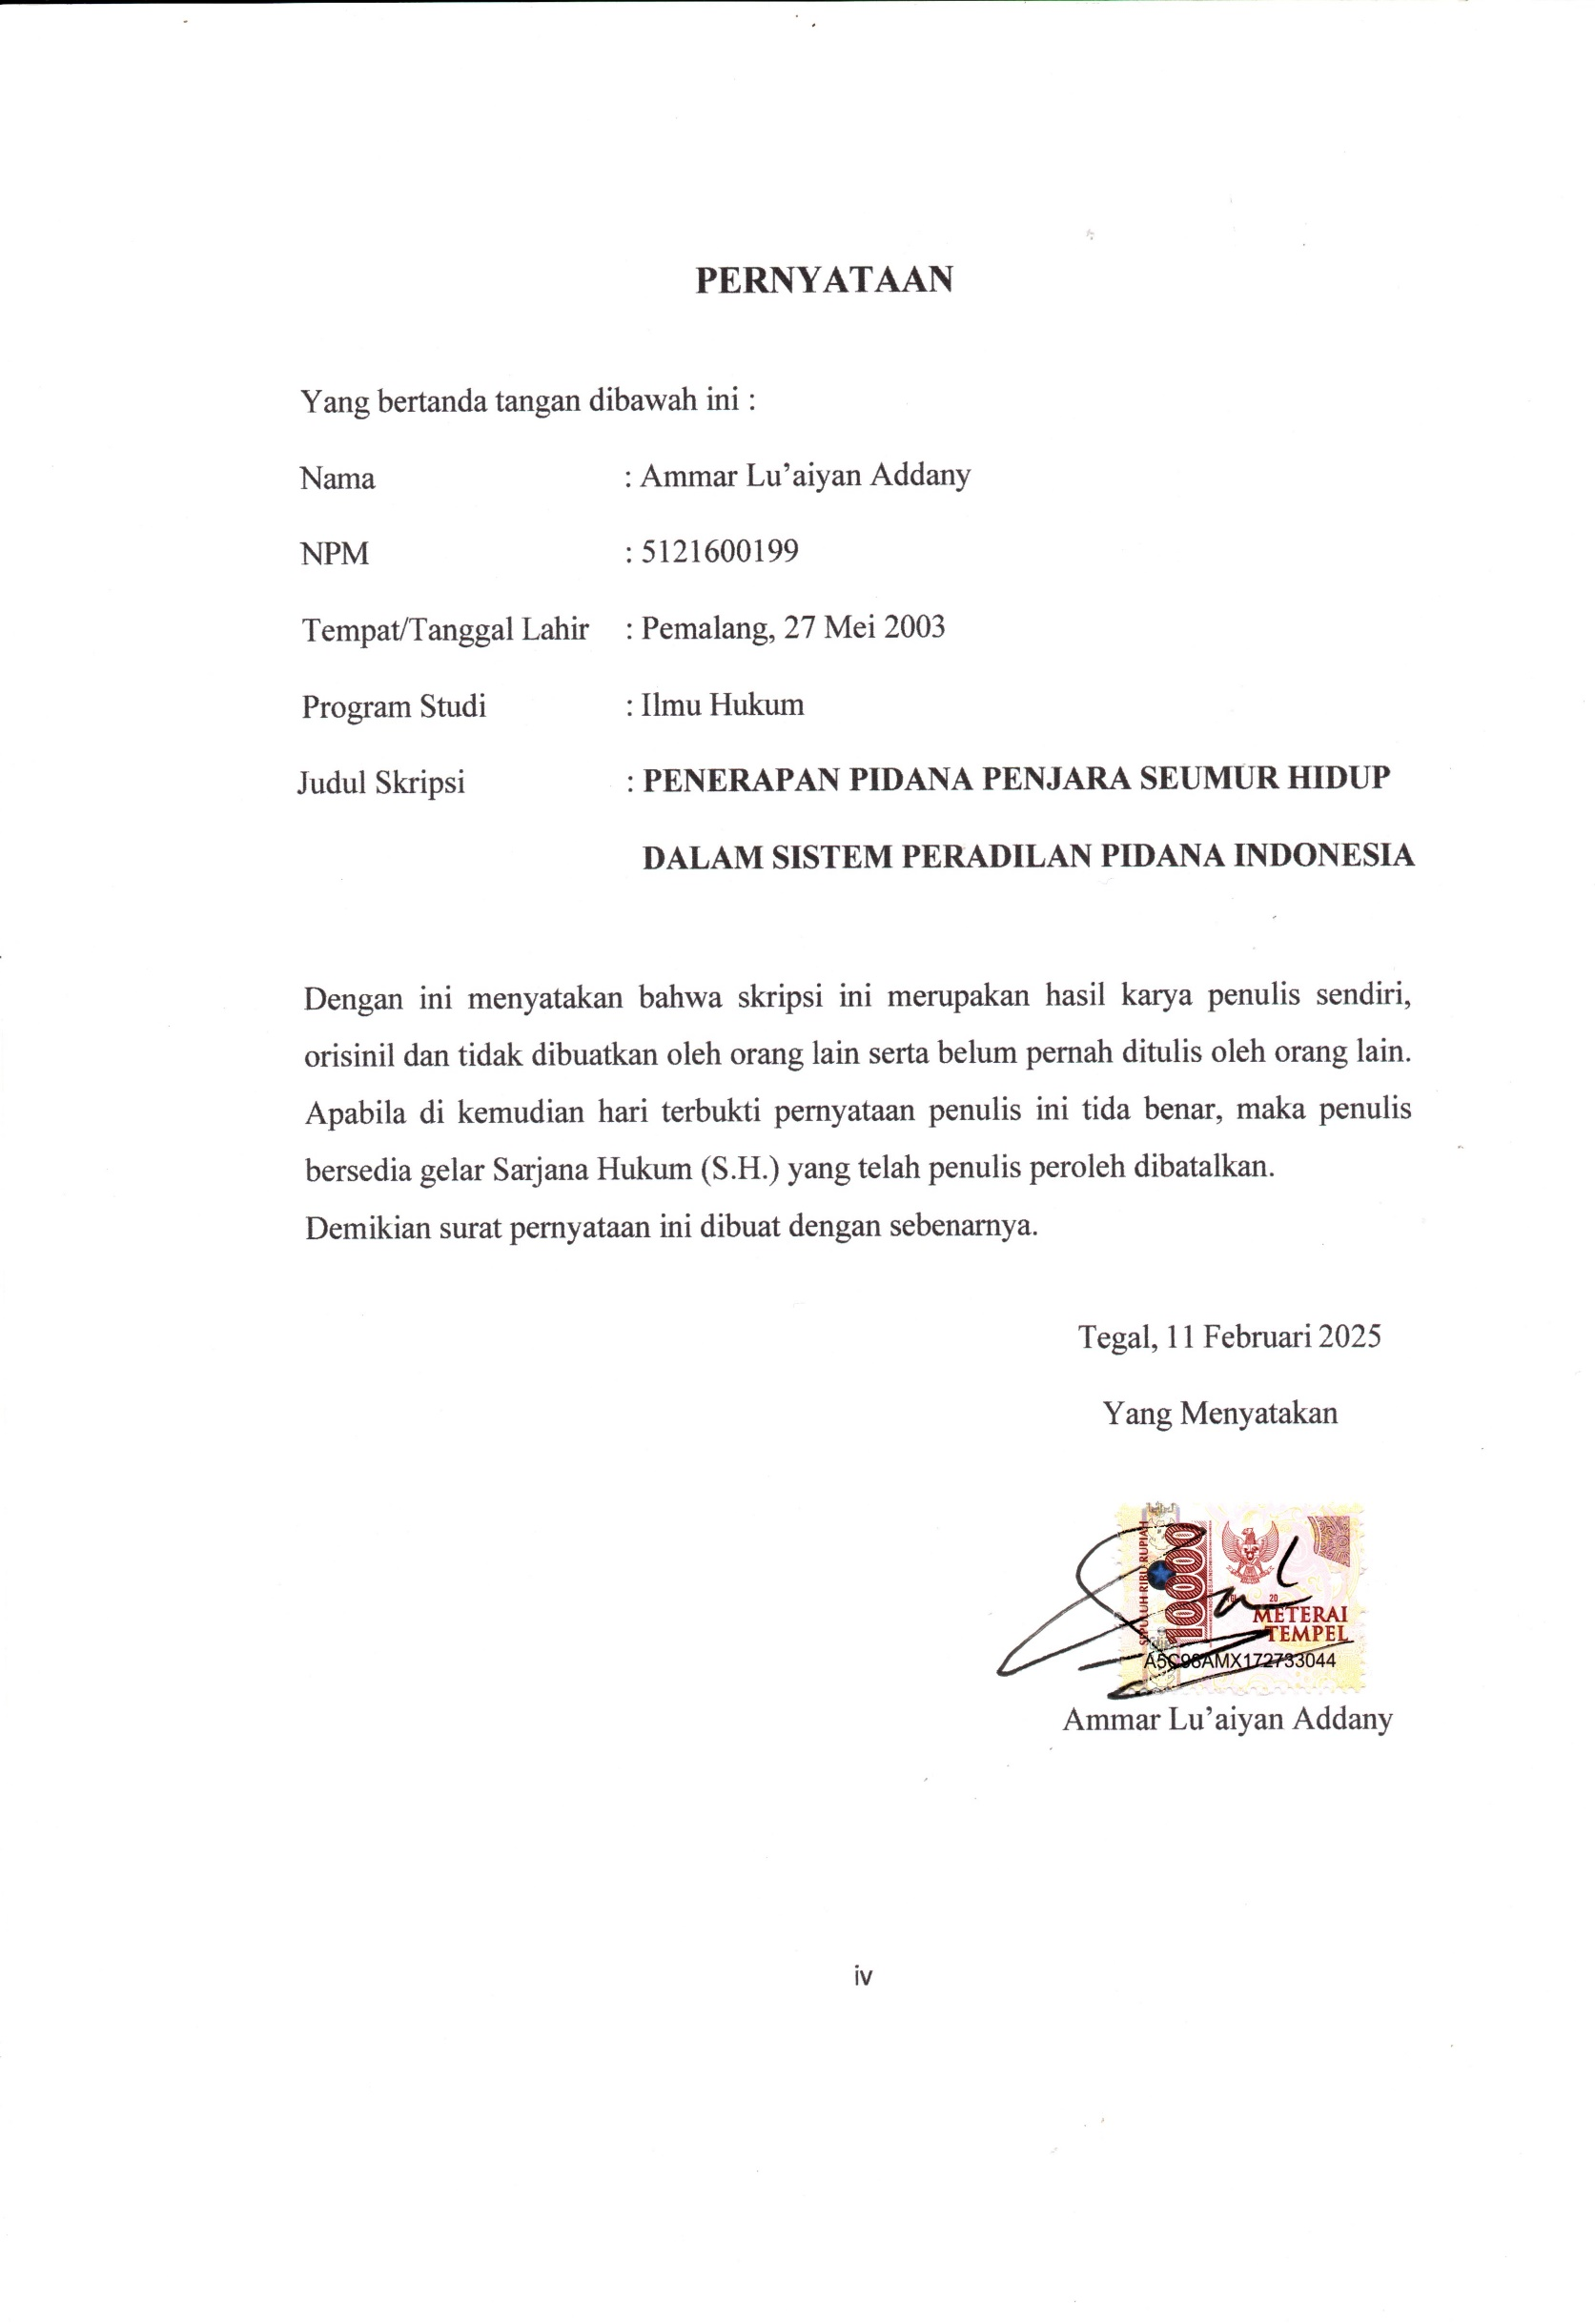 PERNYATAAN
Yang bertanda tangan dibawah ini :
Nama : Ammar Lu’aiyan Addany
NPM : 5121600199
Tempat/Tanggal Lahir : Pemalang, 27 Mei 2003
Program Studi : Ilmu Hukum
Judul Skripsi : PENERAPAN PIDANA PENJARA SEUMUR HIDUP
DALAM SISTEM PERADILAN PIDANA INDONESIA
Dengan ini menyatakan bahwa skripsi ini merupakan hasil karya penulis sendiri,
orisinil dan tidak dibuatkan oleh orang lain serta belum pernah ditulis oleh orang lain.
Apabila di kemudian hari terbukti pernyataan penulis ini tida benar, maka penulis
bersedia gelar Sarjana Hukum (S.H.) yang telah penulis peroleh dibatalkan.
Demikian surat pernyataan ini dibuat dengan sebenarnya.
Tegal, 11 Februari 2025
Yang Menyatakan
SEPULUH RIBU RUPIAH
10000
20
METERAI
TEMPEL
A5C98AMX172733044
Ammar Lu’aiyan Addany
iv